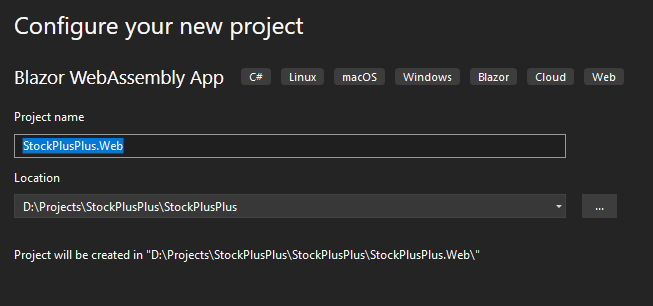 Configure your new project
Blazor WebAssembly App C# Linux macOS Windows Blazor Cloud Web
Project name
StockPlusPlus.Web
Location
D:\Projects\StockPlusPlus\StockPlusPlus
...
Project will be created in "D:\Projects\StockPlusPlus\StockPlusPlus\StockPlusPlus.Web\"